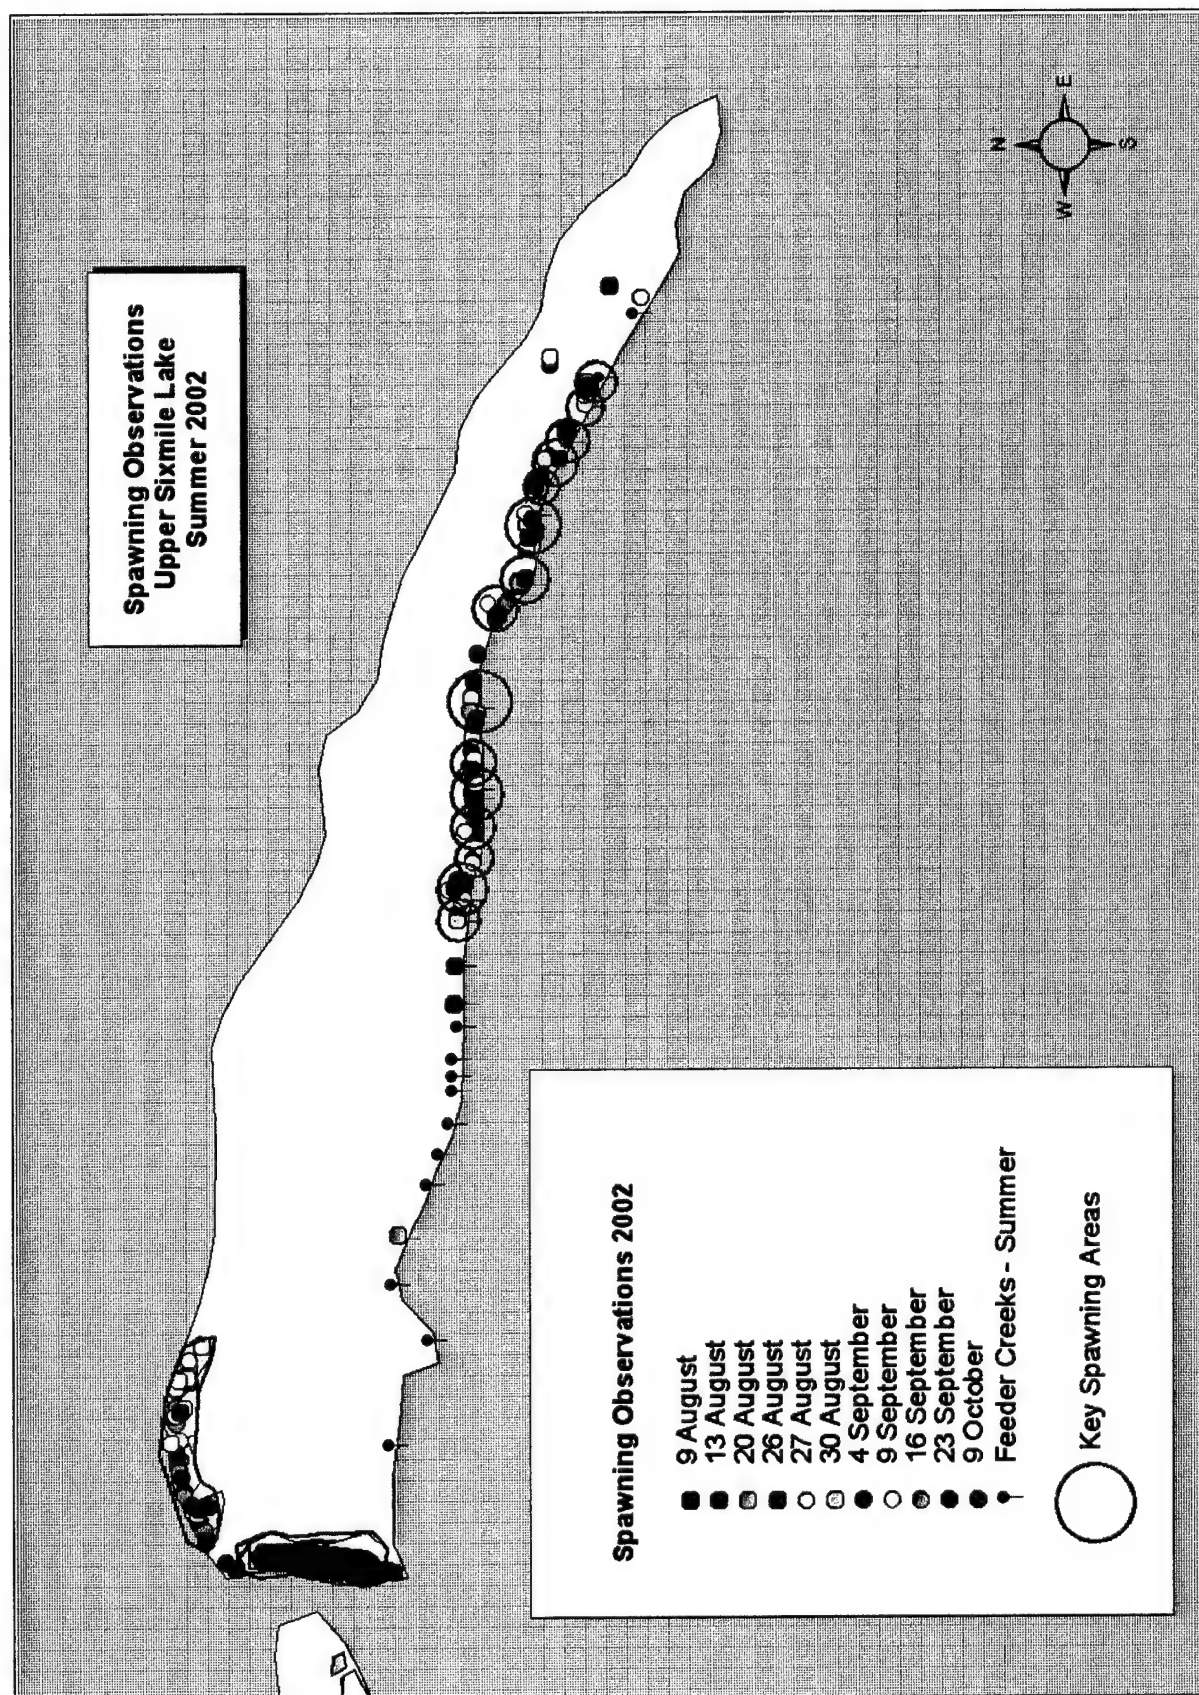 Spawning Observations
Upper Sixmile Lake
Summer 2002
Spawning Observations 2002
9 August
13 August
20 August
26 August
27 August
30 August
4 September
9 September
16 September
23 September
9 October
Feeder Creeks - Summer
Key Spawning Areas
N
W E
S